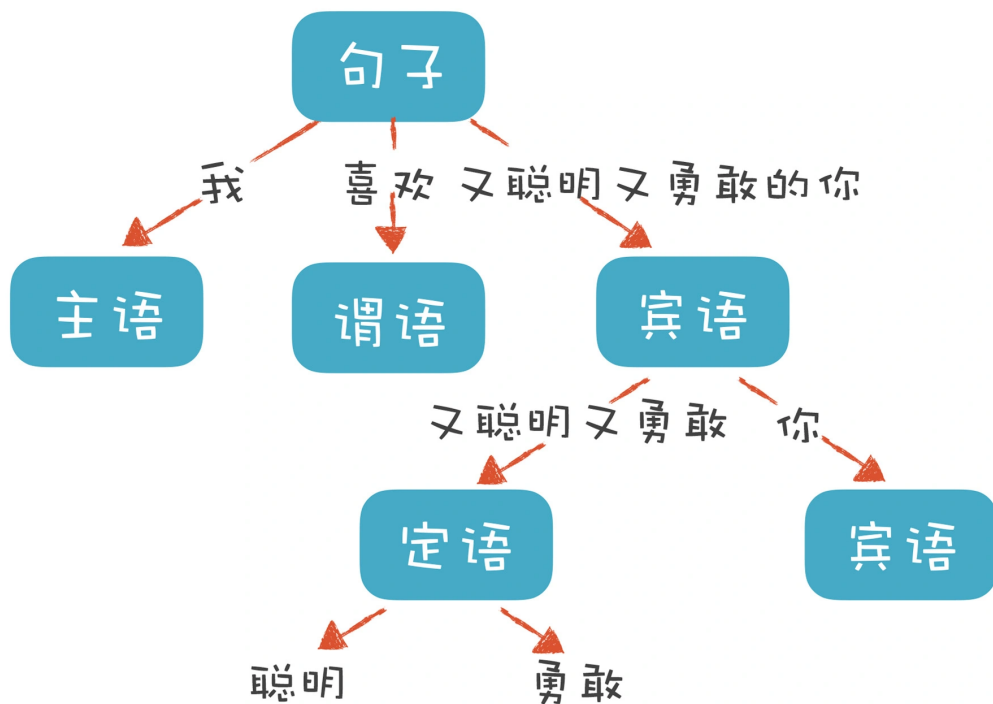 句子
我 喜欢 又聪明又勇敢的你
主语 谓语 宾语
又聪明又勇敢 你
定语 宾语
聪明 勇敢